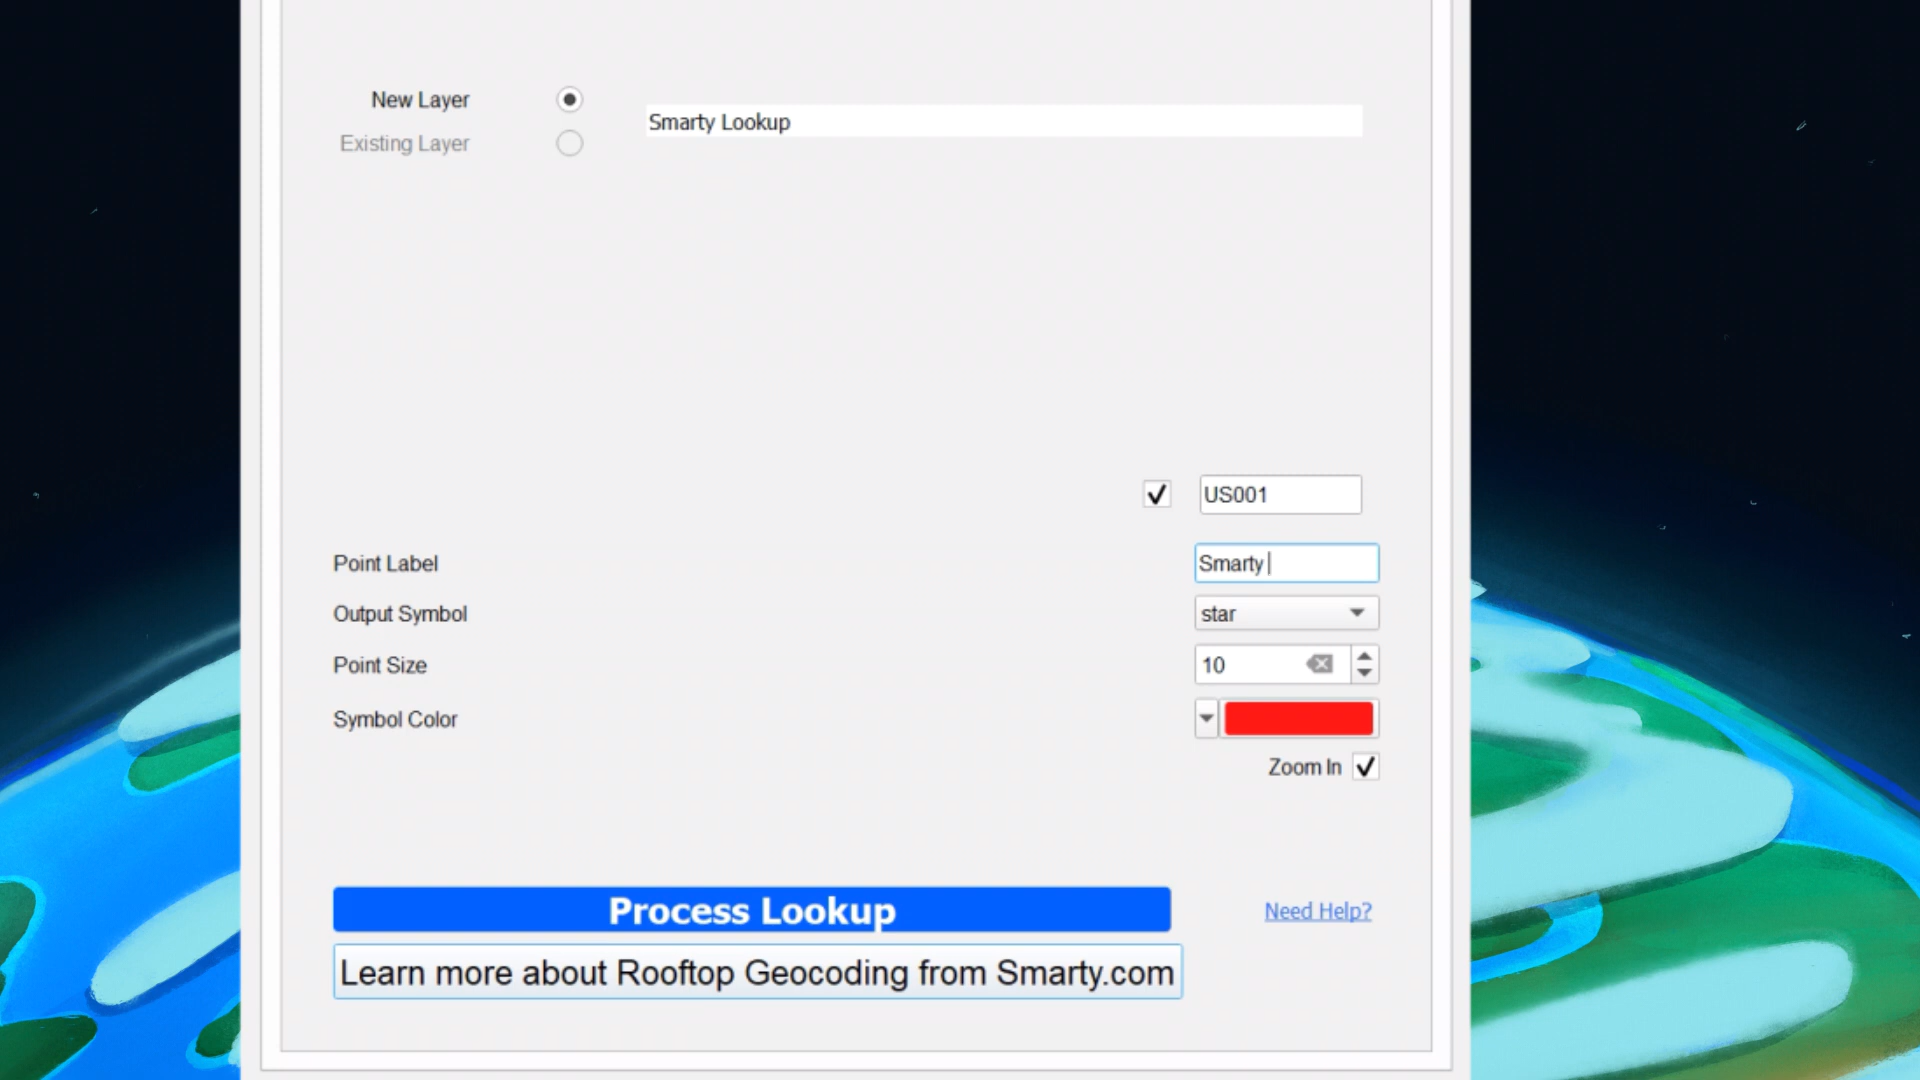 New Layer
Smarty Lookup
Existing Layer
US001
Point Label
Smarty
Output Symbol
star
Point Size
10
Symbol Color
Zoom In
Process Lookup
Need Help?
Learn more about Rooftop Geocoding from Smarty.com